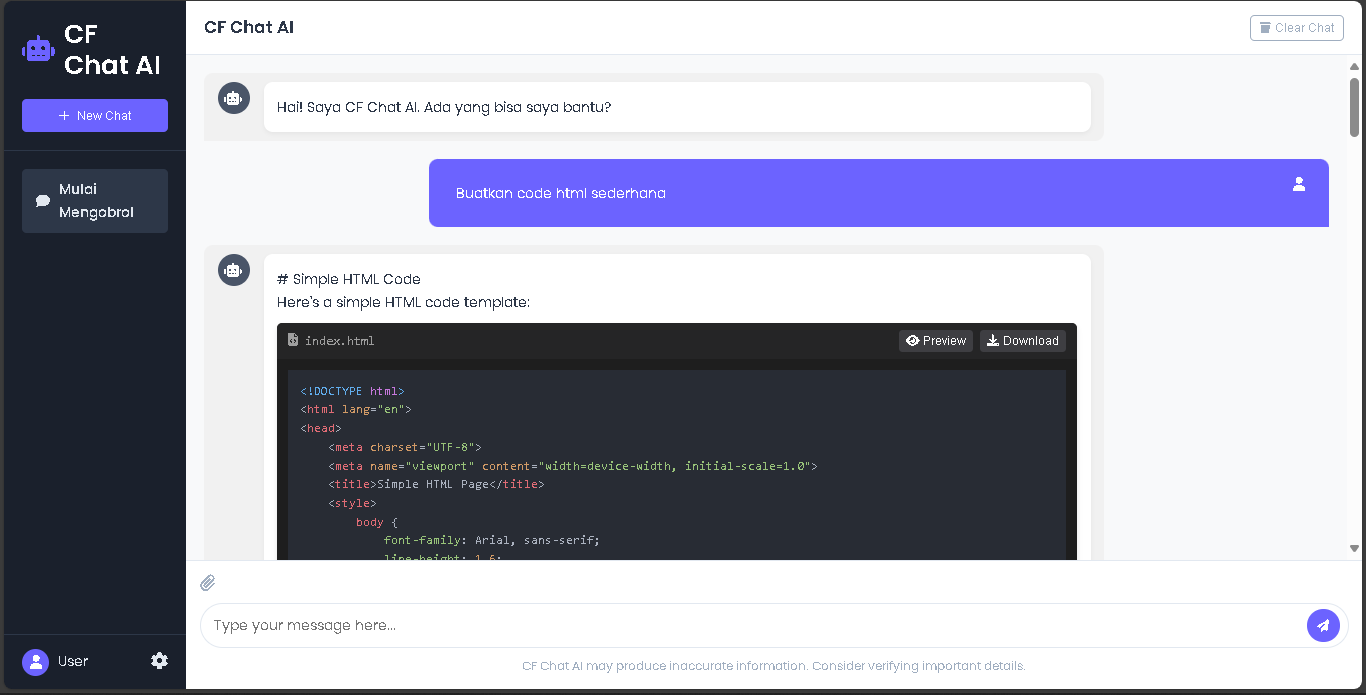 CF
Chat AI
New Chat
Mulai
Mengobrol
User
CF Chat AI
Clear Chat
Hai! Saya CF Chat AI. Ada yang bisa saya bantu?
Buatkan code html sederhana
# Simple HTML Code
Here's a simple HTML code template:
index.html
Preview
Download
<!DOCTYPE html>
<html lang="en">
<head>
    <meta charset="UTF-8">
    <meta name="viewport" content="width=device-width, initial-scale=1.0">
    <title>Simple HTML Page</title>
    <style>
        body {
            font-family: Arial, sans-serif;
            line-height: 1.6;
Type your message here...
CF Chat AI may produce inaccurate information. Consider verifying important details.